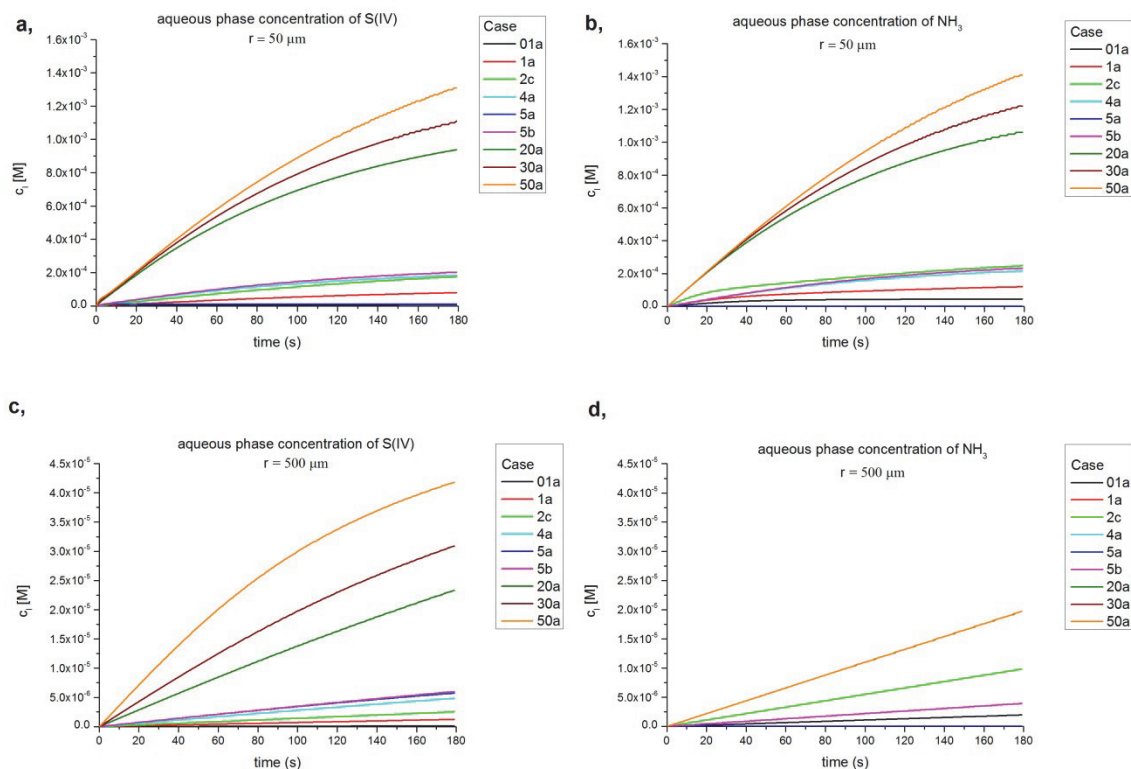 a,
aqueous phase concentration of S(IV)
r = 50 µm
1.6x10⁻³
1.4x10⁻³
1.2x10⁻³
1.0x10⁻³
8.0x10⁻⁴
6.0x10⁻⁴
4.0x10⁻⁴
2.0x10⁻⁴
0.0
cᵢ [M]
0 20 40 60 80 100 120 140 160 180
time (s)
Case
01a
1a
2c
4a
5a
5b
20a
30a
50a
b,
aqueous phase concentration of NH₃
r = 50 µm
1.6x10⁻³
1.4x10⁻³
1.2x10⁻³
1.0x10⁻³
8.0x10⁻⁴
6.0x10⁻⁴
4.0x10⁻⁴
2.0x10⁻⁴
0.0
cᵢ [M]
0 20 40 60 80 100 120 140 160 180
time (s)
Case
01a
1a
2c
4a
5a
5b
20a
30a
50a
c,
aqueous phase concentration of S(IV)
r = 500 µm
4.5x10⁻⁵
4.0x10⁻⁵
3.5x10⁻⁵
3.0x10⁻⁵
2.5x10⁻⁵
2.0x10⁻⁵
1.5x10⁻⁵
1.0x10⁻⁵
5.0x10⁻⁶
0.0
cᵢ [M]
0 20 40 60 80 100 120 140 160 180
time (s)
Case
01a
1a
2c
4a
5a
5b
20a
30a
50a
d,
aqueous phase concentration of NH₃
r = 500 µm
4.5x10⁻⁵
4.0x10⁻⁵
3.5x10⁻⁵
3.0x10⁻⁵
2.5x10⁻⁵
2.0x10⁻⁵
1.5x10⁻⁵
1.0x10⁻⁵
5.0x10⁻⁶
0.0
cᵢ [M]
0 20 40 60 80 100 120 140 160 180
time (s)
Case
01a
1a
2c
4a
5a
5b
20a
30a
50a